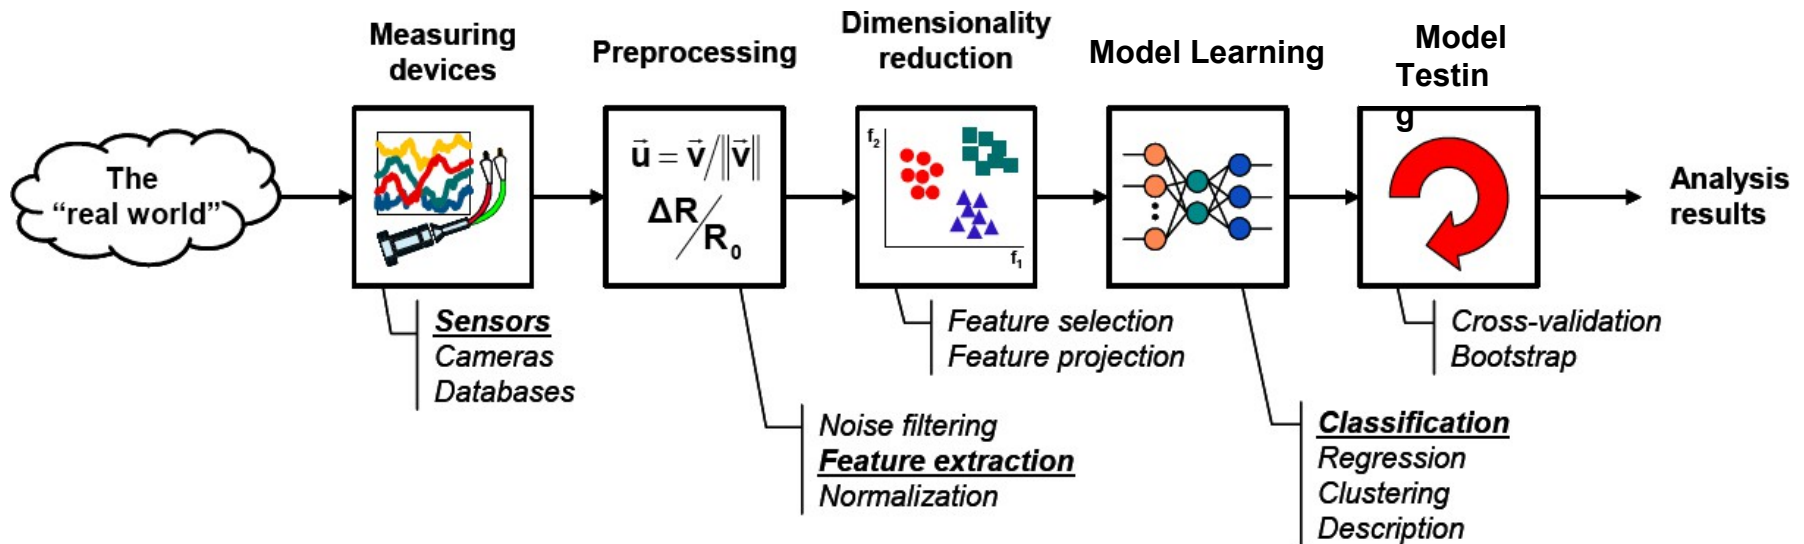 Measuring
devices
Preprocessing
Dimensionality
reduction
Model Learning
Model
Testin
g
The
“real world”
u⃗ = v⃗/‖v⃗‖
ΔR/R₀
f₂
f₁
Analysis
results
Sensors
Cameras
Databases
Noise filtering
Feature extraction
Normalization
Feature selection
Feature projection
Classification
Regression
Clustering
Description
Cross-validation
Bootstrap